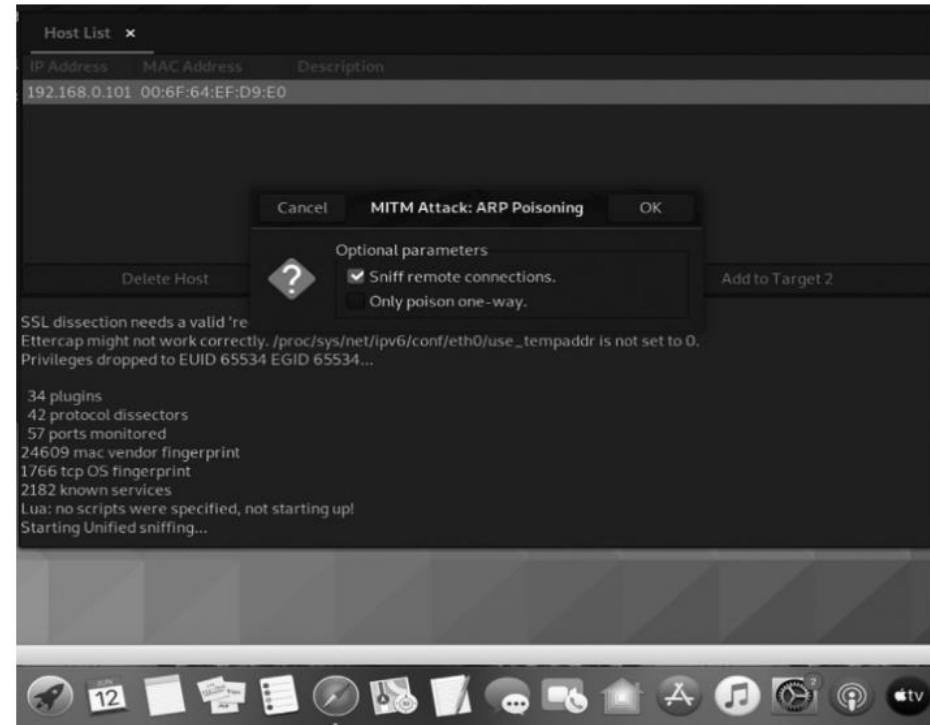 Host List ×
IP Address MAC Address Description
192.168.0.101 00:6F:64:EF:D9:E0
Cancel MITM Attack: ARP Poisoning OK
Optional parameters
Sniff remote connections.
Only poison one-way.
Delete Host Add to Target 2
SSL dissection needs a valid 're
Ettercap might not work correctly. /proc/sys/net/ipv6/conf/eth0/use_tempaddr is not set to 0.
Privileges dropped to EUID 65534 EGID 65534...
34 plugins
42 protocol dissectors
57 ports monitored
24609 mac vendor fingerprint
1766 tcp OS fingerprint
2182 known services
Lua: no scripts were specified, not starting up!
Starting Unified sniffing...
JUN
12
2
tv